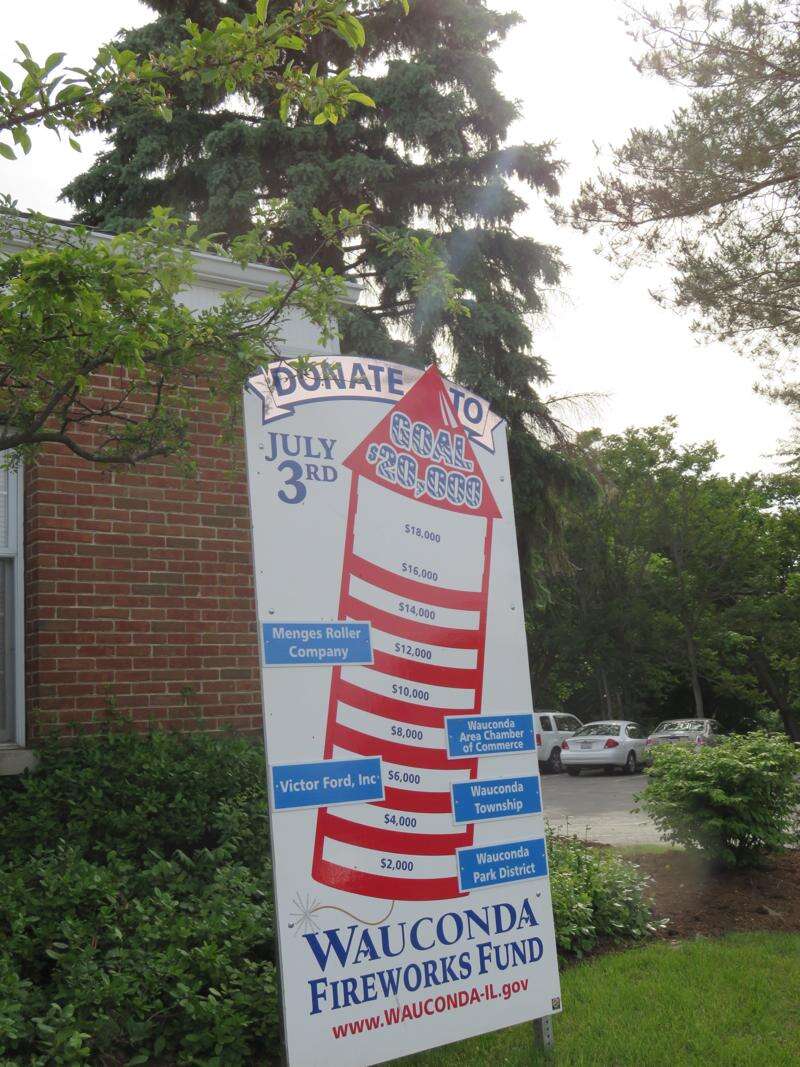 DONATE TO
JULY
3RD
GOAL
$20,000
$18,000
$16,000
$14,000
Menges Roller
Company
$12,000
$10,000
$8,000
Wauconda
Area Chamber
of Commerce
Victor Ford, Inc
$6,000
Wauconda
Township
$4,000
$2,000
Wauconda
Park District
WAUCONDA
FIREWORKS FUND
www.WAUCONDA-IL.gov